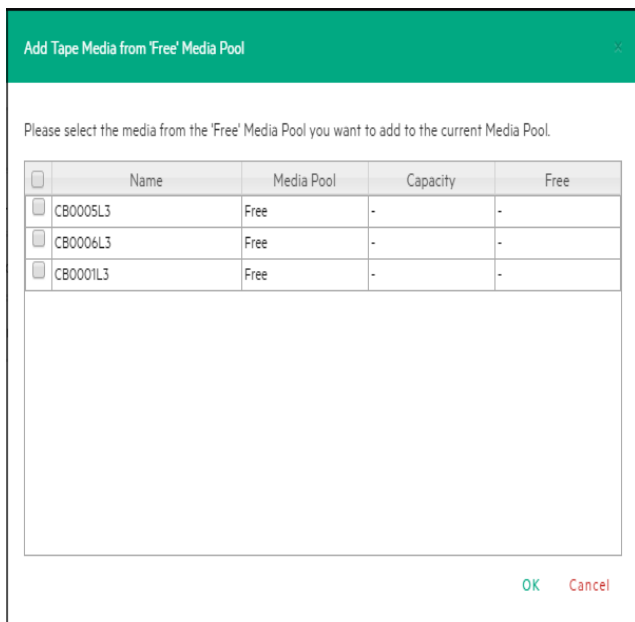 Add Tape Media from 'Free' Media Pool
Please select the media from the 'Free' Media Pool you want to add to the current Media Pool.
Name Media Pool Capacity Free
CB0005L3 Free - -
CB0006L3 Free - -
CB0001L3 Free - -
OK Cancel